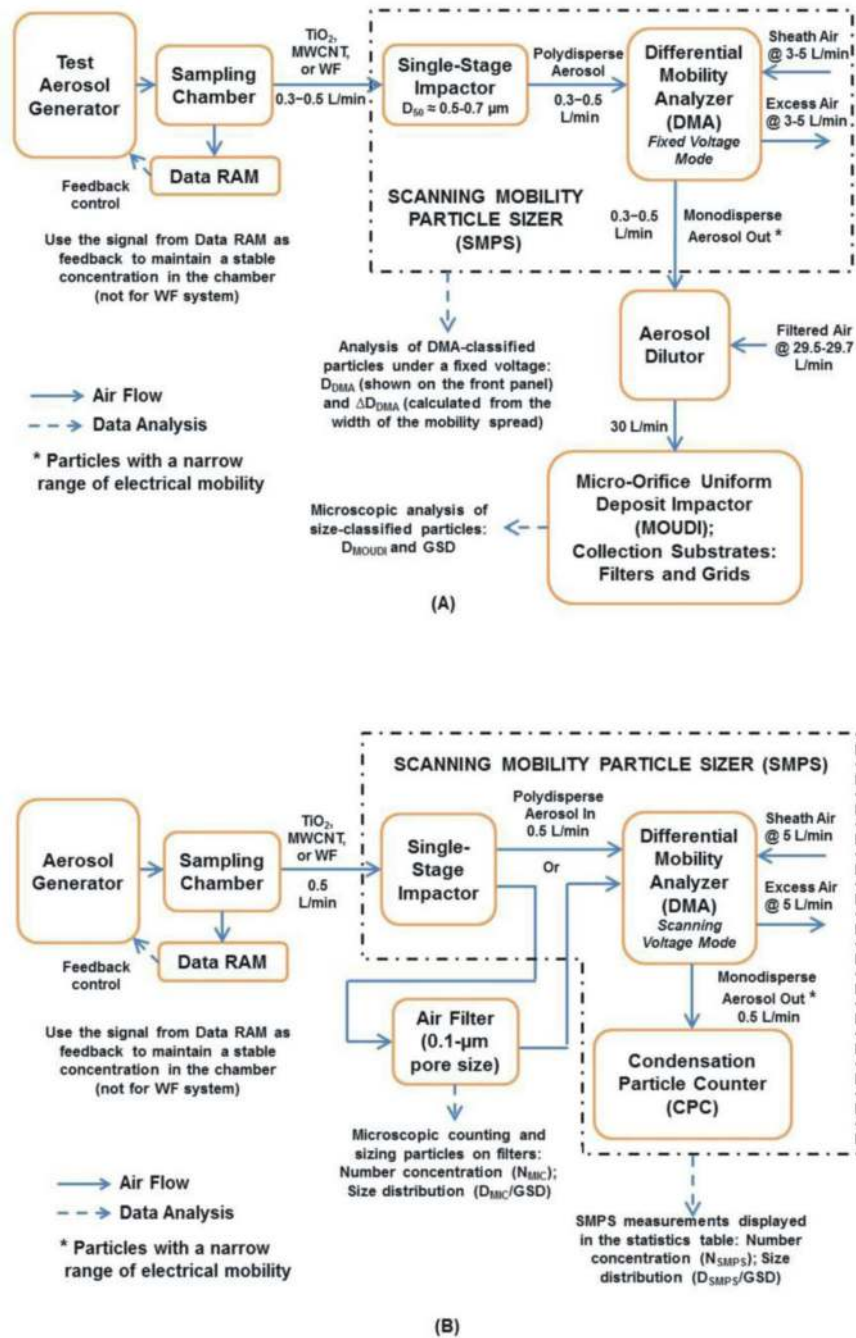 Test
Aerosol
Generator
Sampling
Chamber
TiO₂,
MWCNT,
or WF
0.3–0.5 L/min
Single-Stage
Impactor
D₅₀ ≈ 0.5-0.7 µm
Polydisperse
Aerosol
0.3–0.5
L/min
Differential
Mobility
Analyzer
(DMA)
Fixed Voltage
Mode
Sheath Air
@ 3-5 L/min
Excess Air
@ 3-5 L/min
Feedback
control
Data RAM
Use the signal from Data RAM as
feedback to maintain a stable
concentration in the chamber
(not for WF system)
SCANNING MOBILITY
PARTICLE SIZER
(SMPS)
0.3–0.5
L/min
Monodisperse
Aerosol Out *
Aerosol
Dilutor
Filtered Air
@ 29.5-29.7
L/min
Analysis of DMA-classified
particles under a fixed voltage:
D_DMA (shown on the front panel)
and ΔD_DMA (calculated from the
width of the mobility spread)
30 L/min
Air Flow
Data Analysis
* Particles with a narrow
range of electrical mobility
Microscopic analysis of
size-classified particles:
D_MOUDI and GSD
Micro-Orifice Uniform
Deposit Impactor
(MOUDI);
Collection Substrates:
Filters and Grids
(A)
SCANNING MOBILITY PARTICLE SIZER (SMPS)
Aerosol
Generator
Sampling
Chamber
TiO₂,
MWCNT,
or WF
0.5
L/min
Single-
Stage
Impactor
Polydisperse
Aerosol In
0.5 L/min
Or
Differential
Mobility
Analyzer
(DMA)
Scanning
Voltage Mode
Sheath Air
@ 5 L/min
Excess Air
@ 5 L/min
Feedback
control
Data RAM
Use the signal from Data RAM as
feedback to maintain a stable
concentration in the chamber
(not for WF system)
Air Filter
(0.1-µm
pore size)
Monodisperse
Aerosol Out *
0.5 L/min
Condensation
Particle Counter
(CPC)
Microscopic counting and
sizing particles on filters:
Number concentration (N_MIC);
Size distribution (D_MIC/GSD)
Air Flow
Data Analysis
* Particles with a narrow
range of electrical mobility
SMPS measurements displayed
in the statistics table: Number
concentration (N_SMPS); Size
distribution (D_SMPS/GSD)
(B)